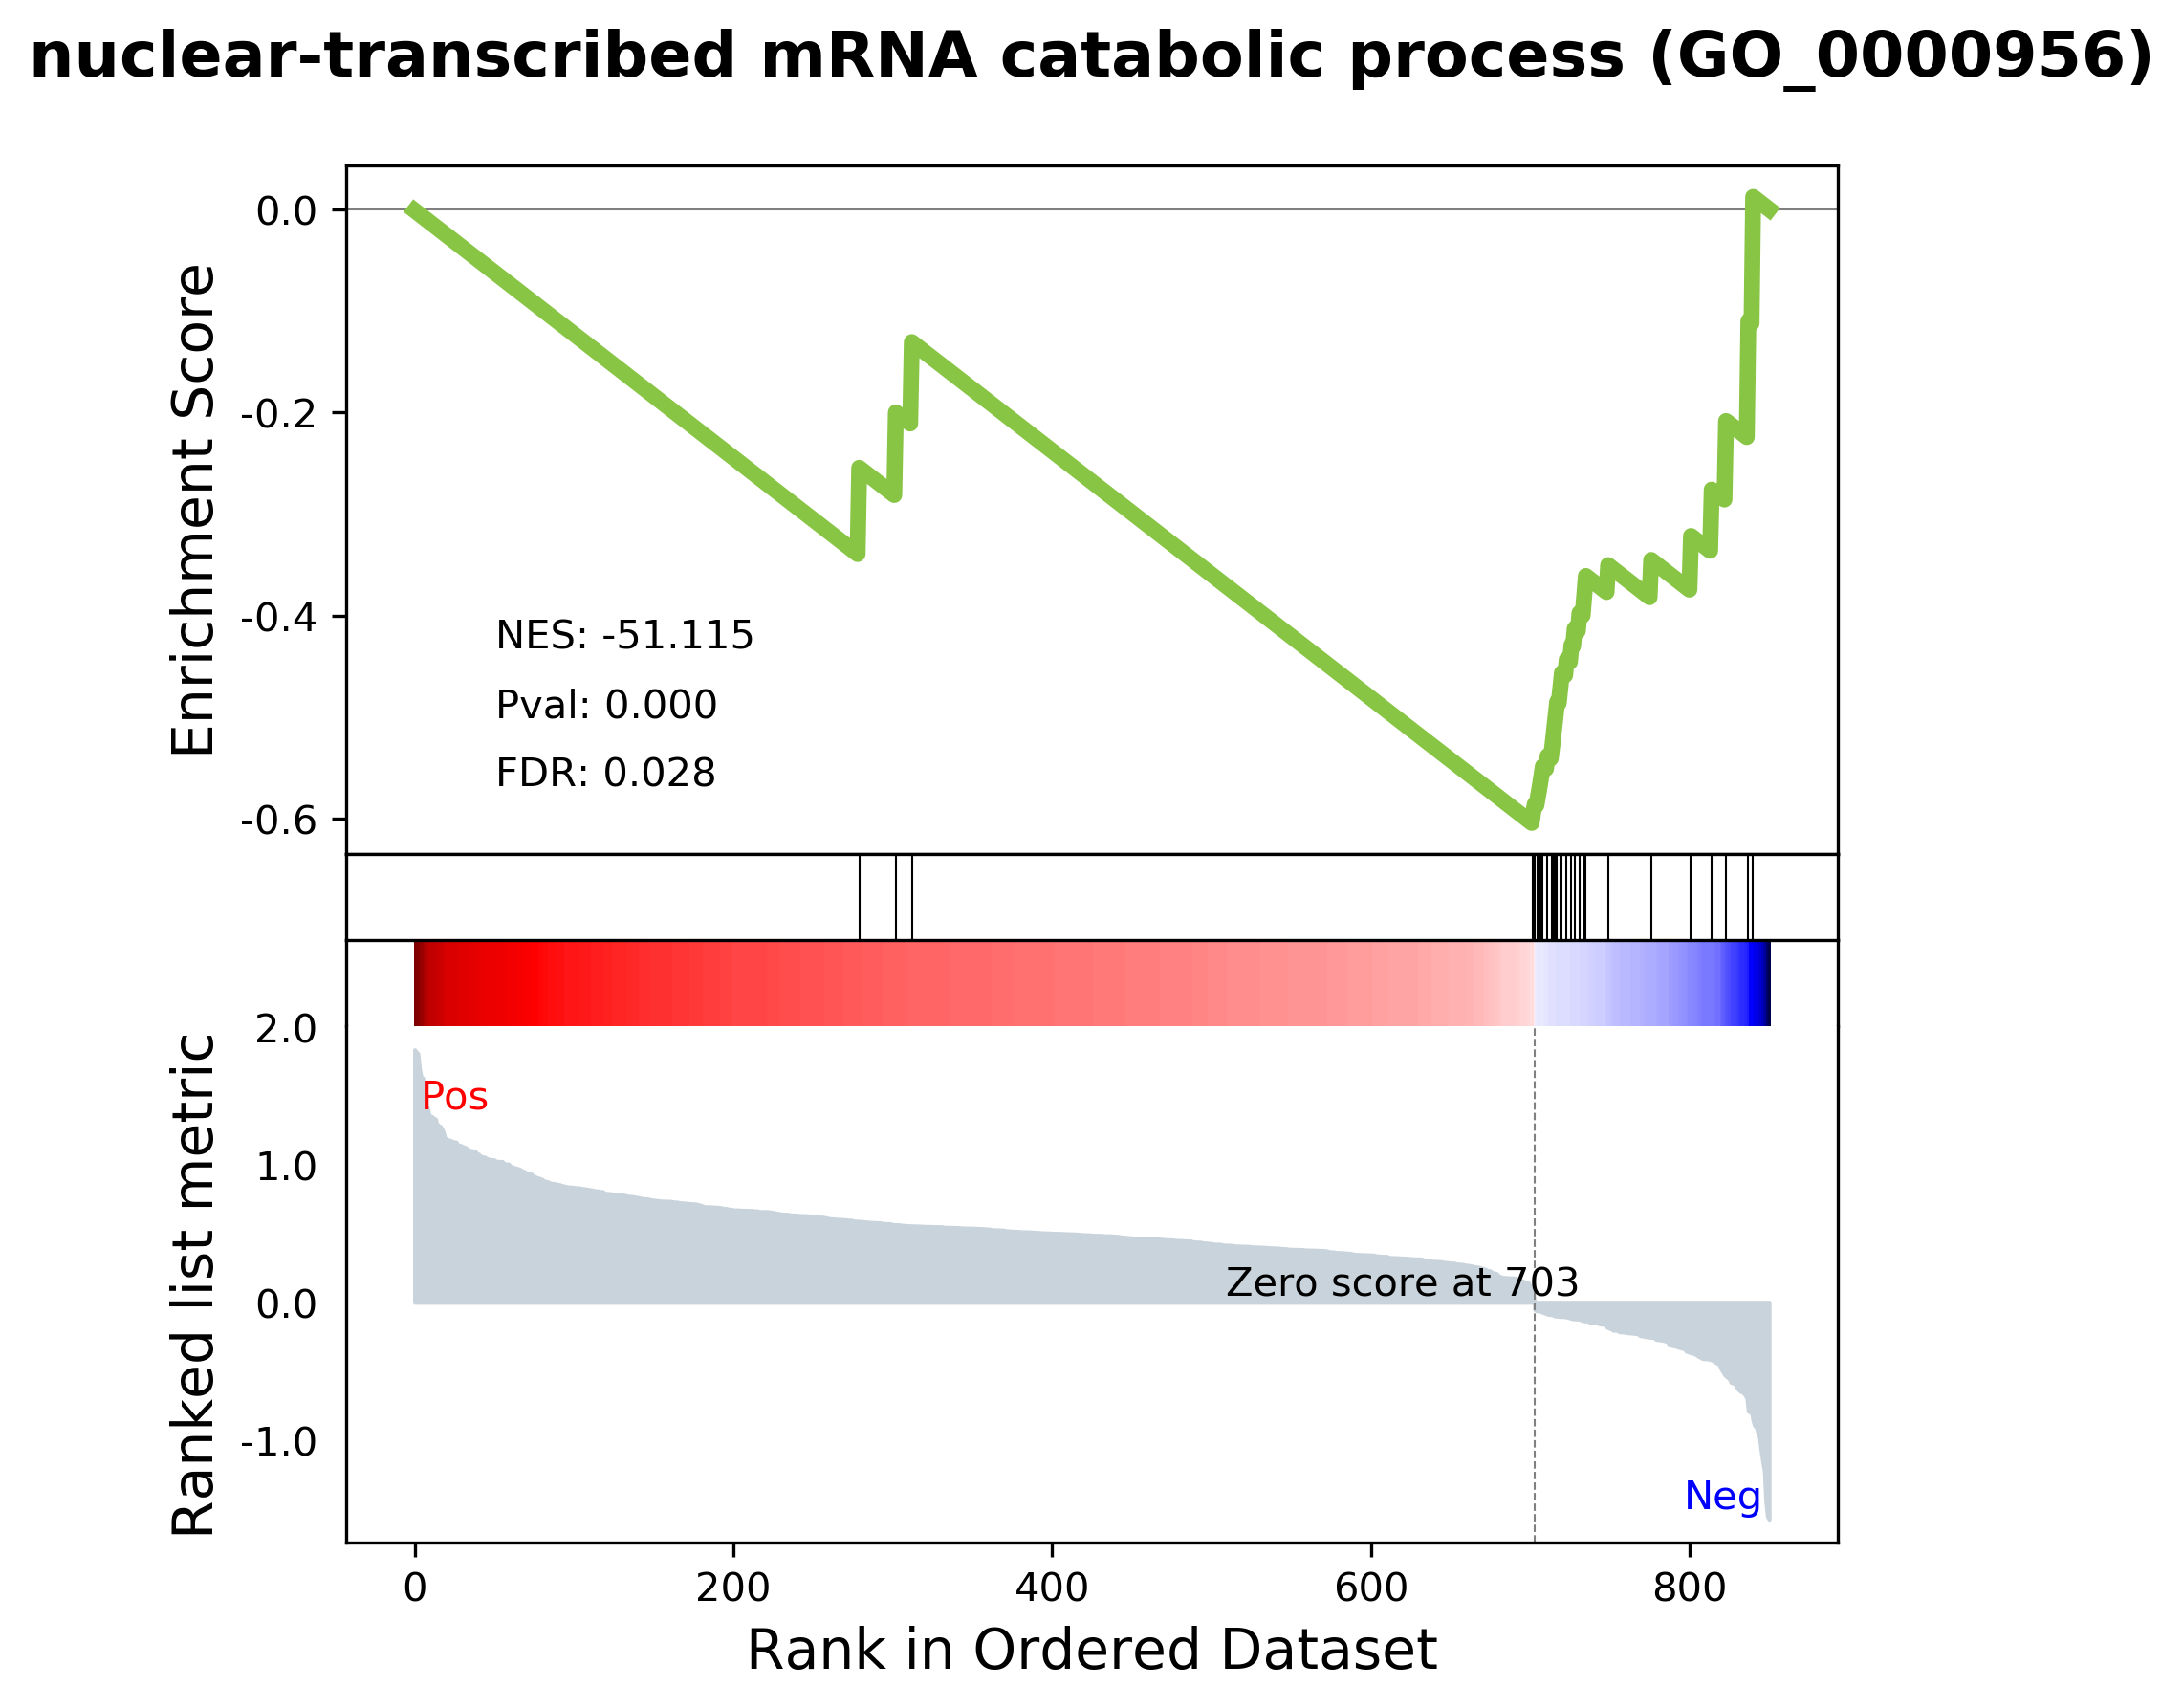 nuclear-transcribed mRNA catabolic process (GO_0000956)
Enrichment Score
0.0
-0.2
-0.4
-0.6
NES: -51.115
Pval: 0.000
FDR: 0.028
Ranked list metric
2.0
1.0
0.0
-1.0
Pos
Zero score at 703
Neg
0 200 400 600 800
Rank in Ordered Dataset